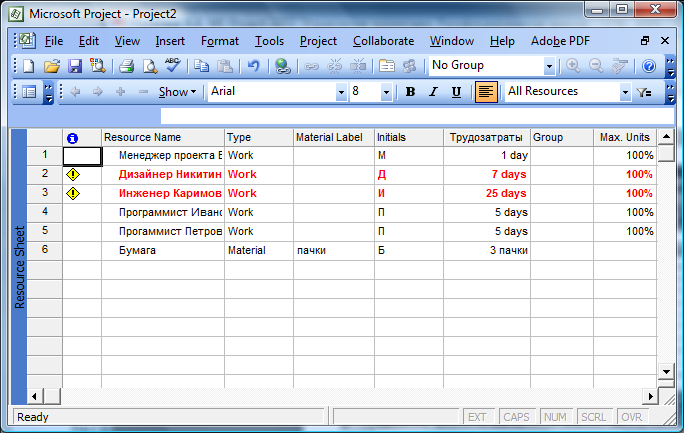 Microsoft Project - Project2
File Edit View Insert Format Tools Project Collaborate Window Help Adobe PDF
No Group
Show Arial 8 B I U All Resources
Resource Name Type Material Label Initials Трудозатраты Group Max. Units
1 Менеджер проекта Work М 1 day 100%
2 Дизайнер Никитин Work Д 7 days 100%
3 Инженер Каримов Work И 25 days 100%
4 Программист Иванс Work П 5 days 100%
5 Прогаммист Петров Work П 5 days 100%
6 Бумага Material пачки Б 3 пачки
Resource Sheet
Ready EXT CAPS NUM SCRL OVR